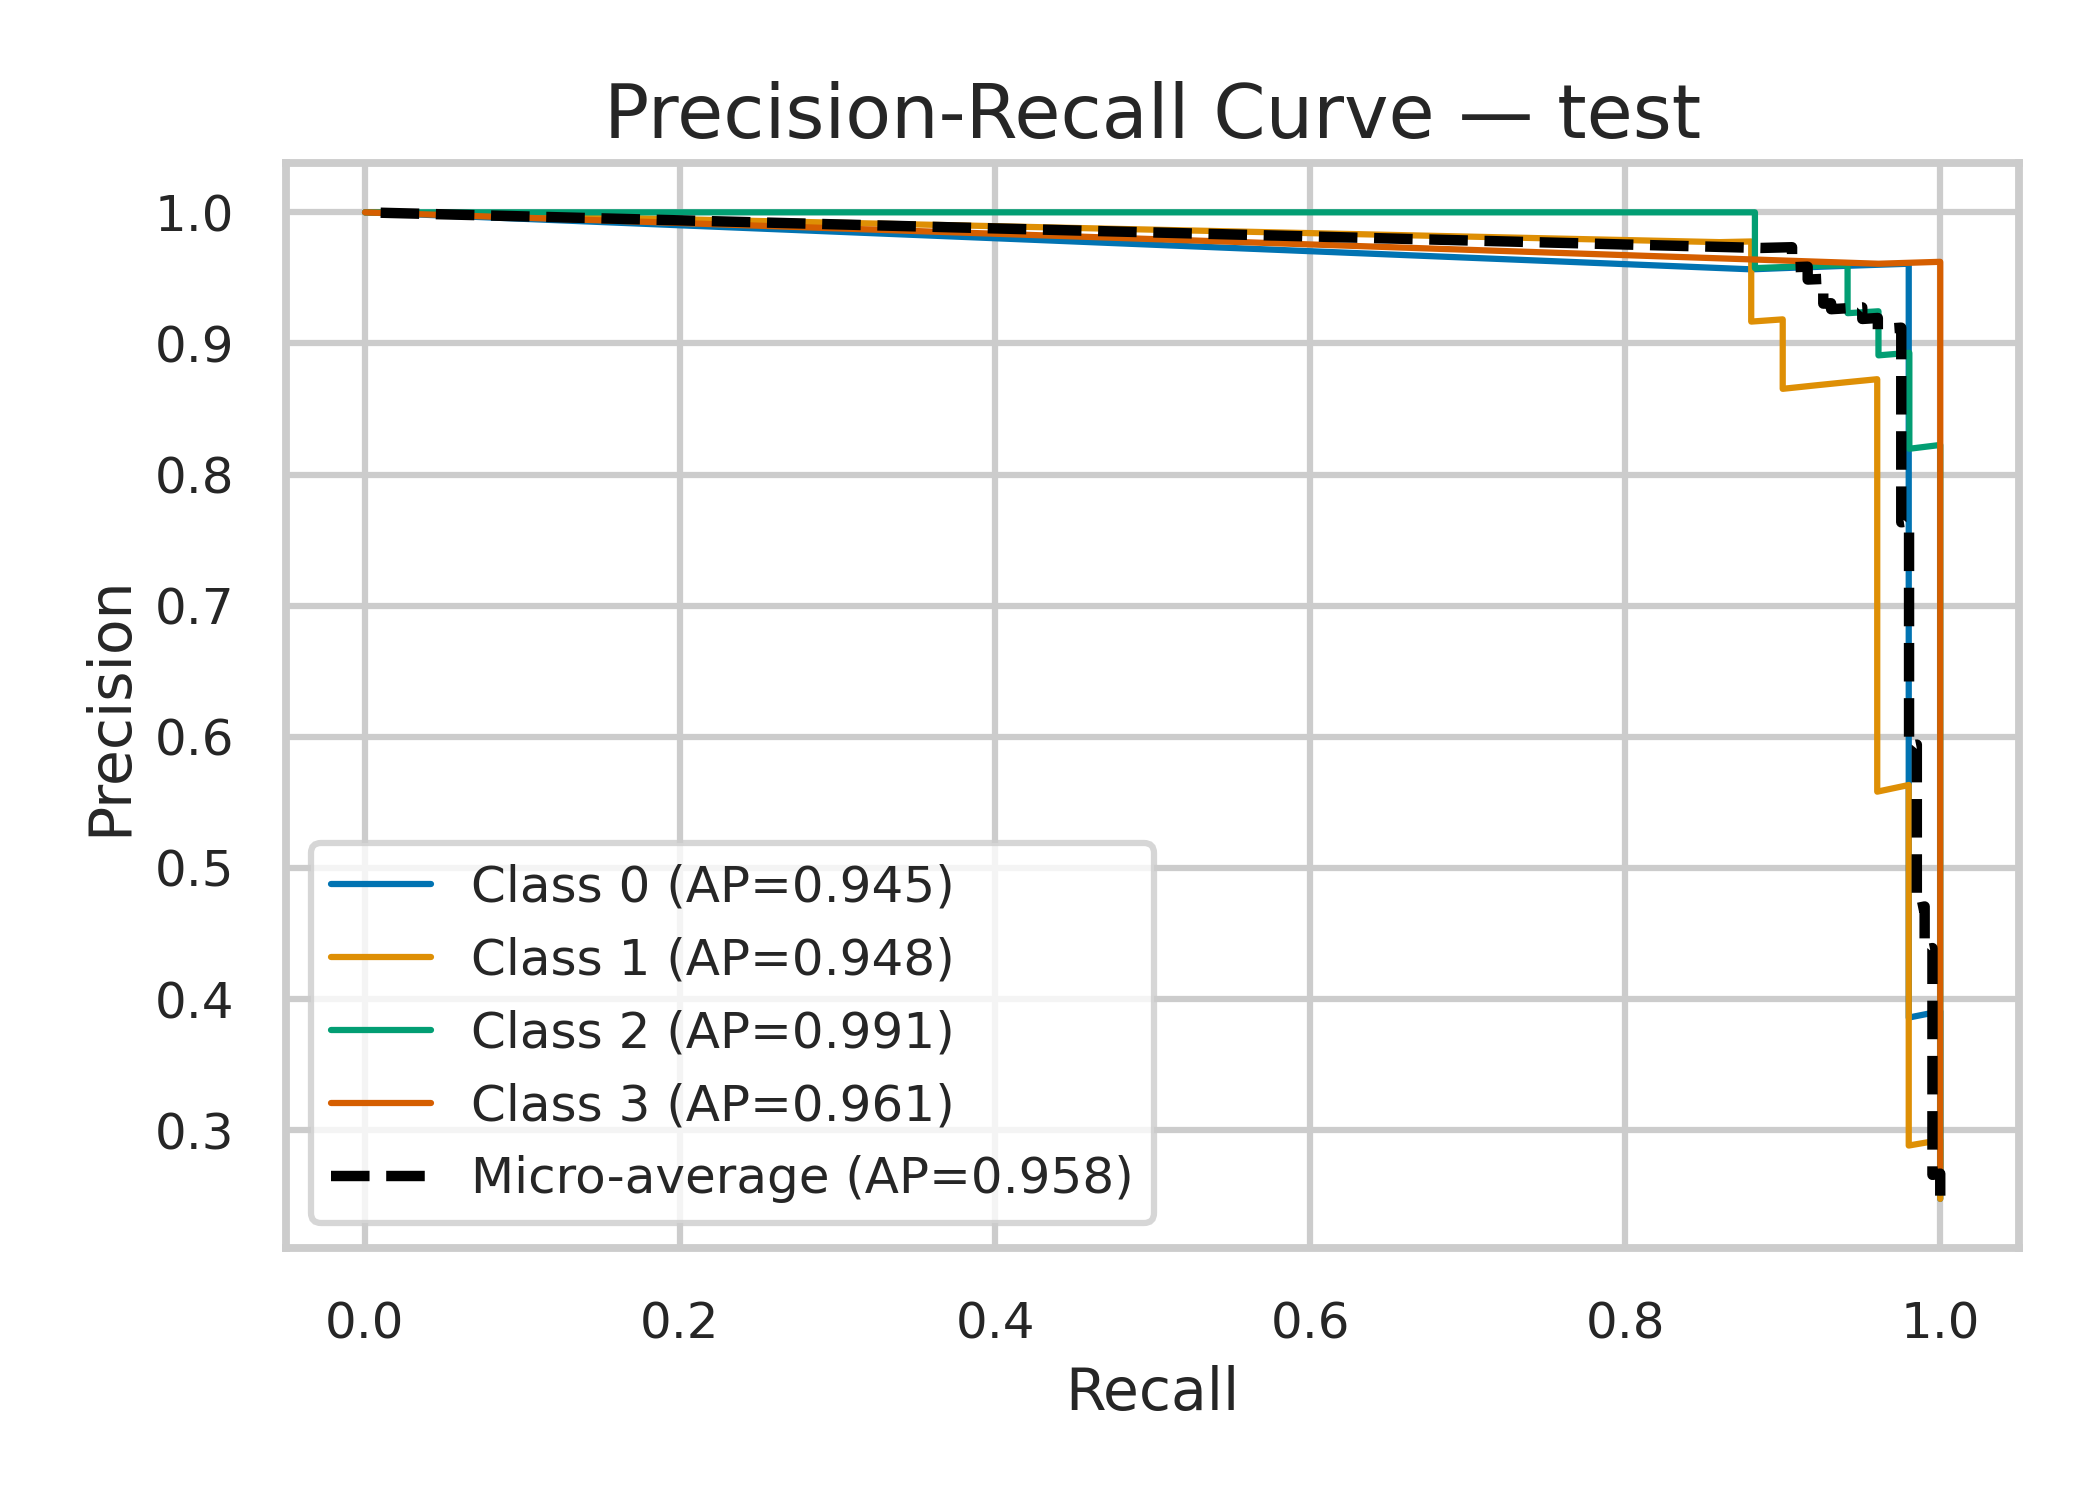 Precision-Recall Curve — test
1.0
0.9
0.8
0.7
0.6
0.5
0.4
0.3
Precision
Class 0 (AP=0.945)
Class 1 (AP=0.948)
Class 2 (AP=0.991)
Class 3 (AP=0.961)
Micro-average (AP=0.958)
0.0 0.2 0.4 0.6 0.8 1.0
Recall